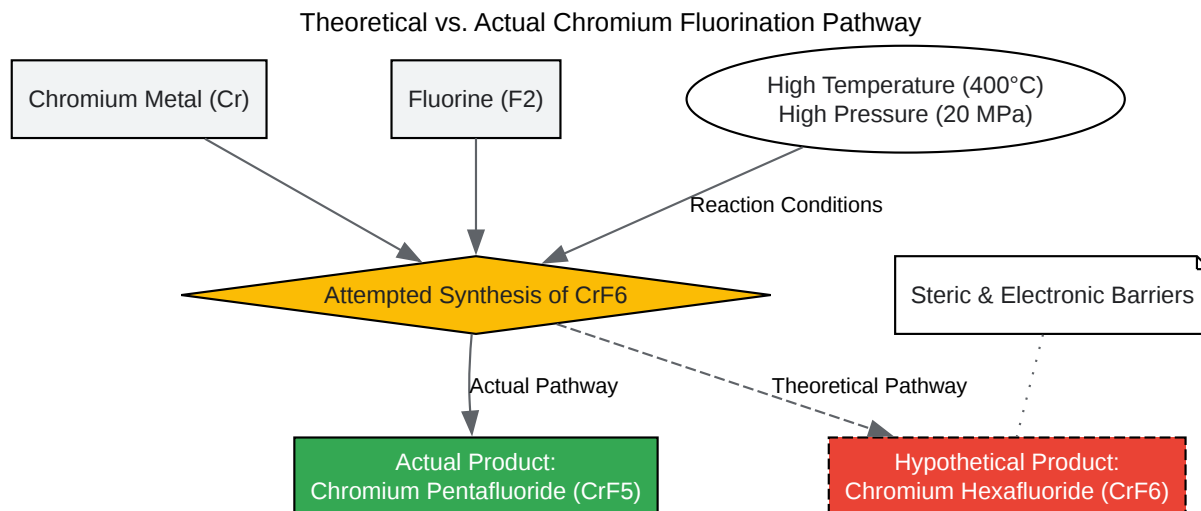 Theoretical vs. Actual Chromium Fluorination Pathway
Chromium Metal (Cr)
Fluorine (F2)
High Temperature (400°C)
High Pressure (20 MPa)
Reaction Conditions
Attempted Synthesis of CrF6
Steric & Electronic Barriers
Actual Pathway
Theoretical Pathway
Actual Product:
Chromium Pentafluoride (CrF5)
Hypothetical Product:
Chromium Hexafluoride (CrF6)